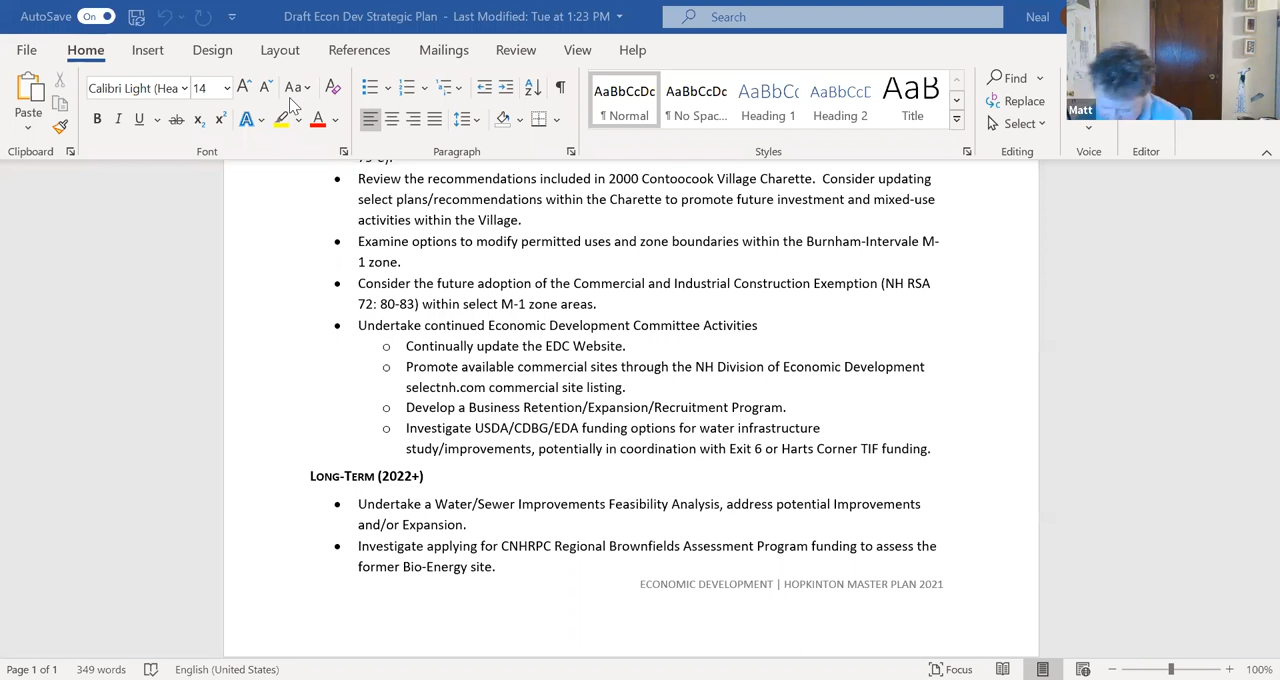 AutoSave On Draft Econ Dev Strategic Plan - Last Modified: Tue at 1:23 PM Search Neal
File Home Insert Design Layout References Mailings Review View Help
Calibri Light (Hea 14 Aa AaBbCcDc AaBbCcDc AaBbCc AaBbCcD AaB Find
Paste Replace Matt
B I U ab x₂ x² A A ¶ Normal ¶ No Spac... Heading 1 Heading 2 Title Select
Clipboard Font Paragraph Styles Editing Voice Editor
• Review the recommendations included in 2000 Contoocook Village Charette. Consider updating
select plans/recommendations within the Charette to promote future investment and mixed-use
activities within the Village.
• Examine options to modify permitted uses and zone boundaries within the Burnham-Intervale M-
1 zone.
• Consider the future adoption of the Commercial and Industrial Construction Exemption (NH RSA
72: 80-83) within select M-1 zone areas.
• Undertake continued Economic Development Committee Activities
o Continually update the EDC Website.
o Promote available commercial sites through the NH Division of Economic Development
selectnh.com commercial site listing.
o Develop a Business Retention/Expansion/Recruitment Program.
o Investigate USDA/CDBG/EDA funding options for water infrastructure
study/improvements, potentially in coordination with Exit 6 or Harts Corner TIF funding.
LONG-TERM (2022+)
• Undertake a Water/Sewer Improvements Feasibility Analysis, address potential Improvements
and/or Expansion.
• Investigate applying for CNHRPC Regional Brownfields Assessment Program funding to assess the
former Bio-Energy site.
ECONOMIC DEVELOPMENT | HOPKINTON MASTER PLAN 2021
Page 1 of 1 349 words English (United States) Focus 100%